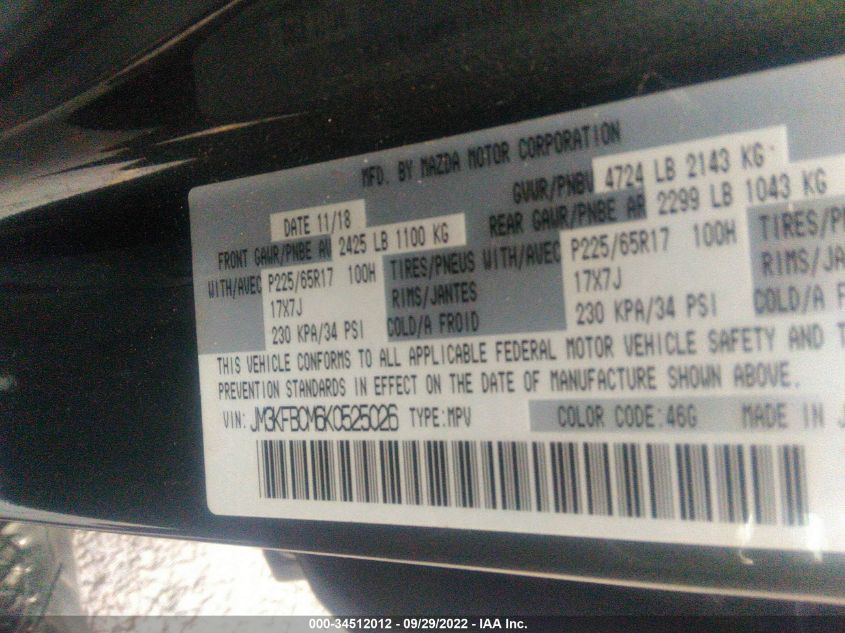 MFD. BY MAZDA MOTOR CORPORATION
DATE 11/18
GVWR/PNBV 4724 LB 2143 KG
FRONT GAWR/PNBE AV 2425 LB 1100 KG
REAR GAWR/PNBE AR 2299 LB 1043 KG
WITH/AVEC P225/65R17 100H TIRES/PNEUS WITH/AVEC P225/65R17 100H
17X7J RIMS/JANTES 17X7J
230 KPA/34 PSI COLD/A FROID 230 KPA/34 PSI COLD/A
THIS VEHICLE CONFORMS TO ALL APPLICABLE FEDERAL MOTOR VEHICLE SAFETY AND
PREVENTION STANDARDS IN EFFECT ON THE DATE OF MANUFACTURE SHOWN ABOVE.
VIN: JM3KFBCM6K0525026 TYPE:MPV COLOR CODE:46G MADE IN
000-34512012 - 09/29/2022 - IAA Inc.